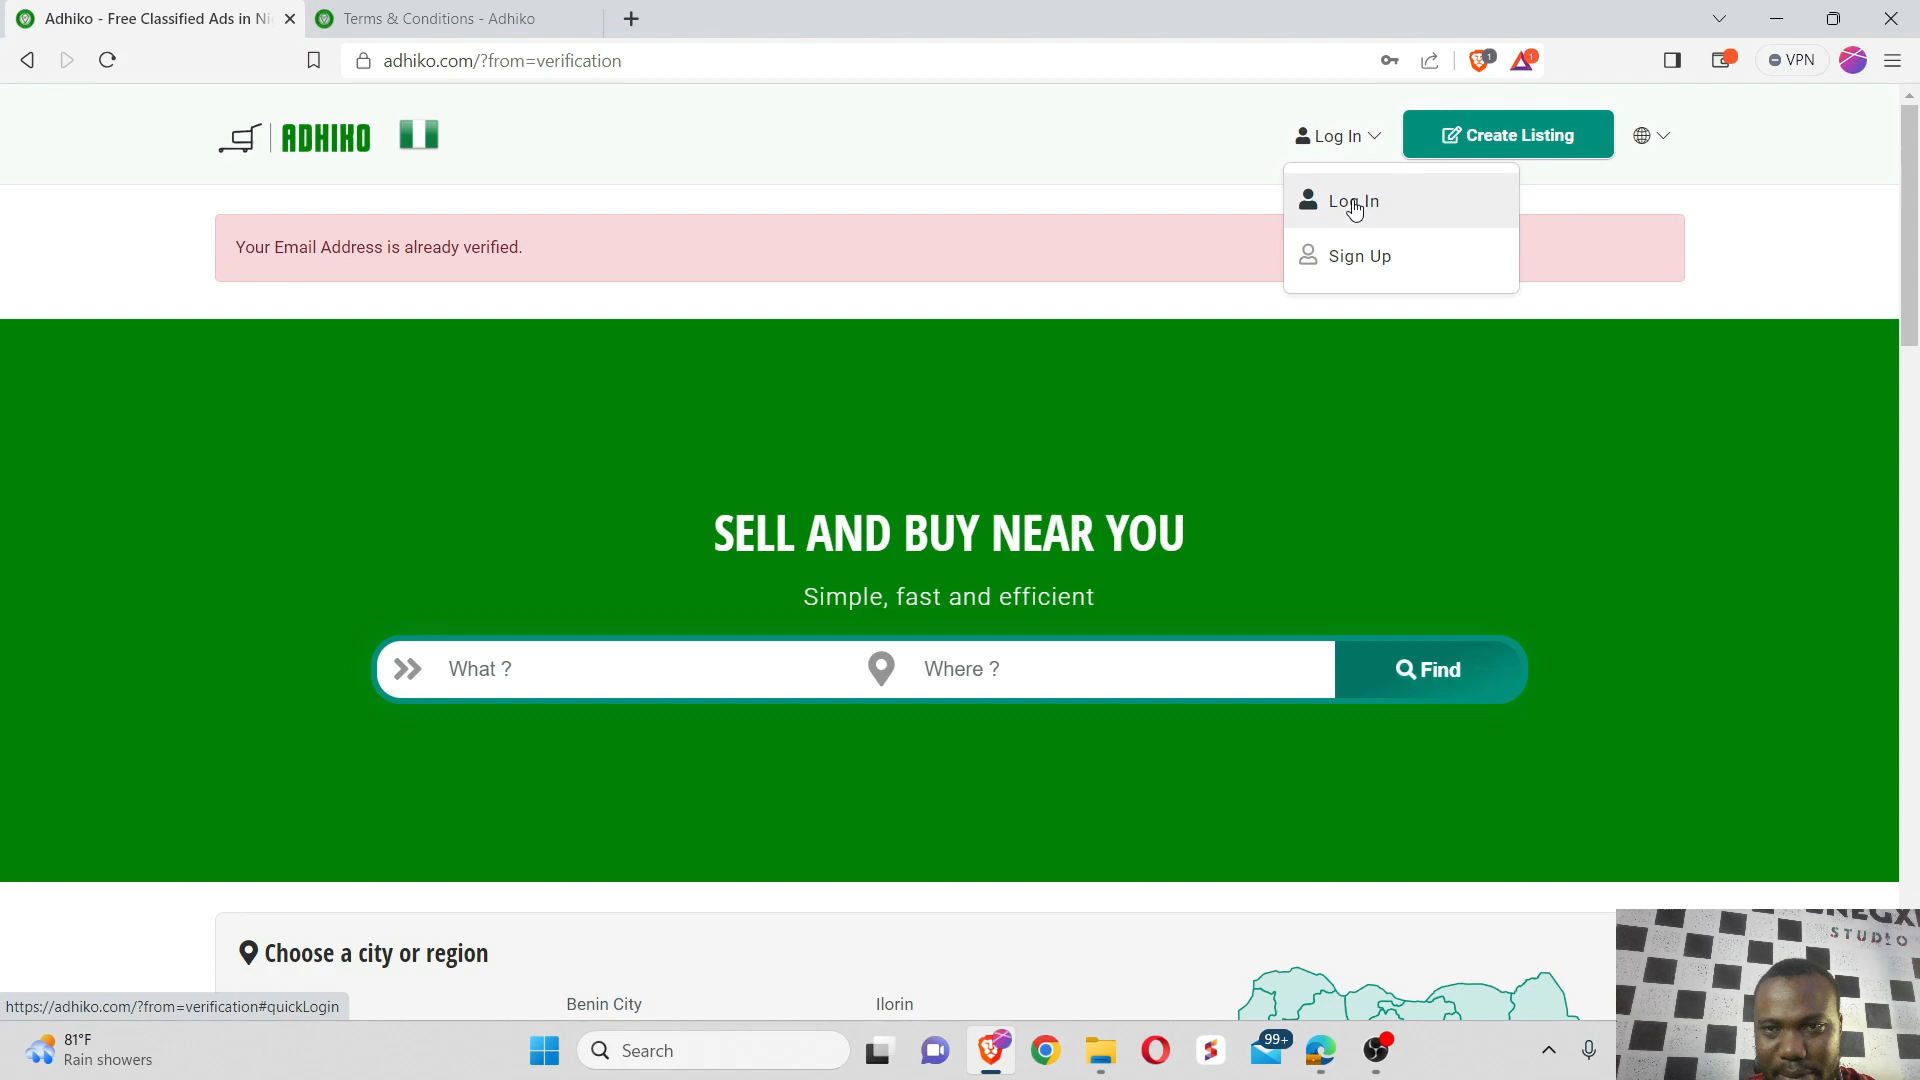 Adhiko - Free Classified Ads in Ni
Terms & Conditions - Adhiko
adhiko.com/?from=verification
1
1
VPN
ADHIKO
Log In
Create Listing
Log In
Sign Up
Your Email Address is already verified.
SELL AND BUY NEAR YOU
Simple, fast and efficient
What ?
Where ?
Find
Choose a city or region
Benin City
Ilorin
https://adhiko.com/?from=verification#quickLogin
81°F
Rain showers
Search
99+
STUDIO